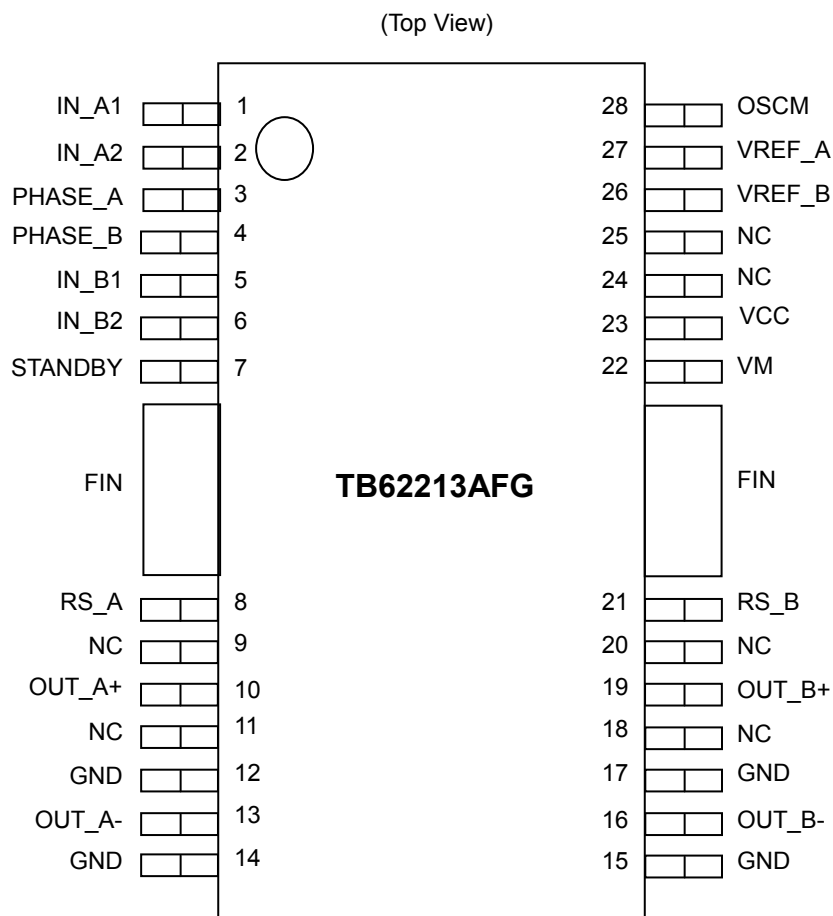 (Top View)
IN_A1 1 28 OSCM
IN_A2 2 27 VREF_A
PHASE_A 3 26 VREF_B
PHASE_B 4 25 NC
IN_B1 5 24 NC
IN_B2 6 23 VCC
STANDBY 7 22 VM
FIN TB62213AFG FIN
RS_A 8 21 RS_B
NC 9 20 NC
OUT_A+ 10 19 OUT_B+
NC 11 18 NC
GND 12 17 GND
OUT_A- 13 16 OUT_B-
GND 14 15 GND